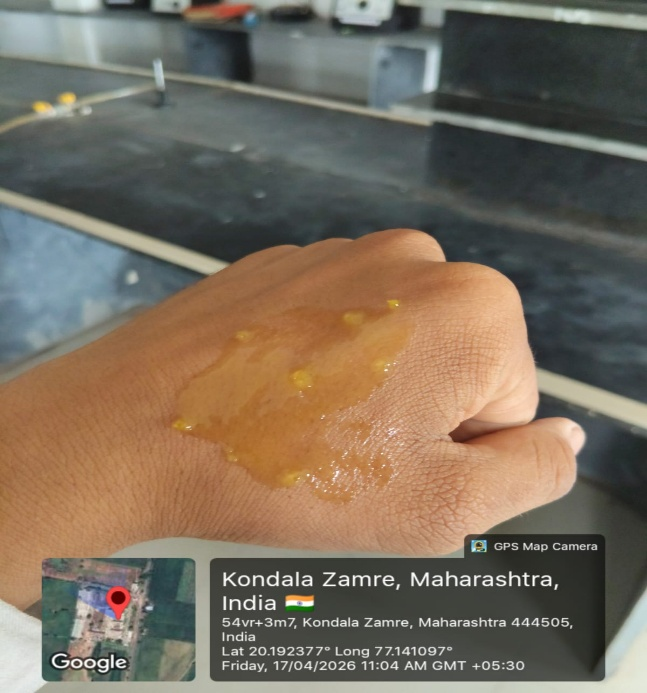 GPS Map Camera
Kondala Zamre, Maharashtra,
India 🇮🇳
54vr+3m7, Kondala Zamre, Maharashtra 444505,
India
Lat 20.192377° Long 77.141097°
Friday, 17/04/2026 11:04 AM GMT +05:30
Google